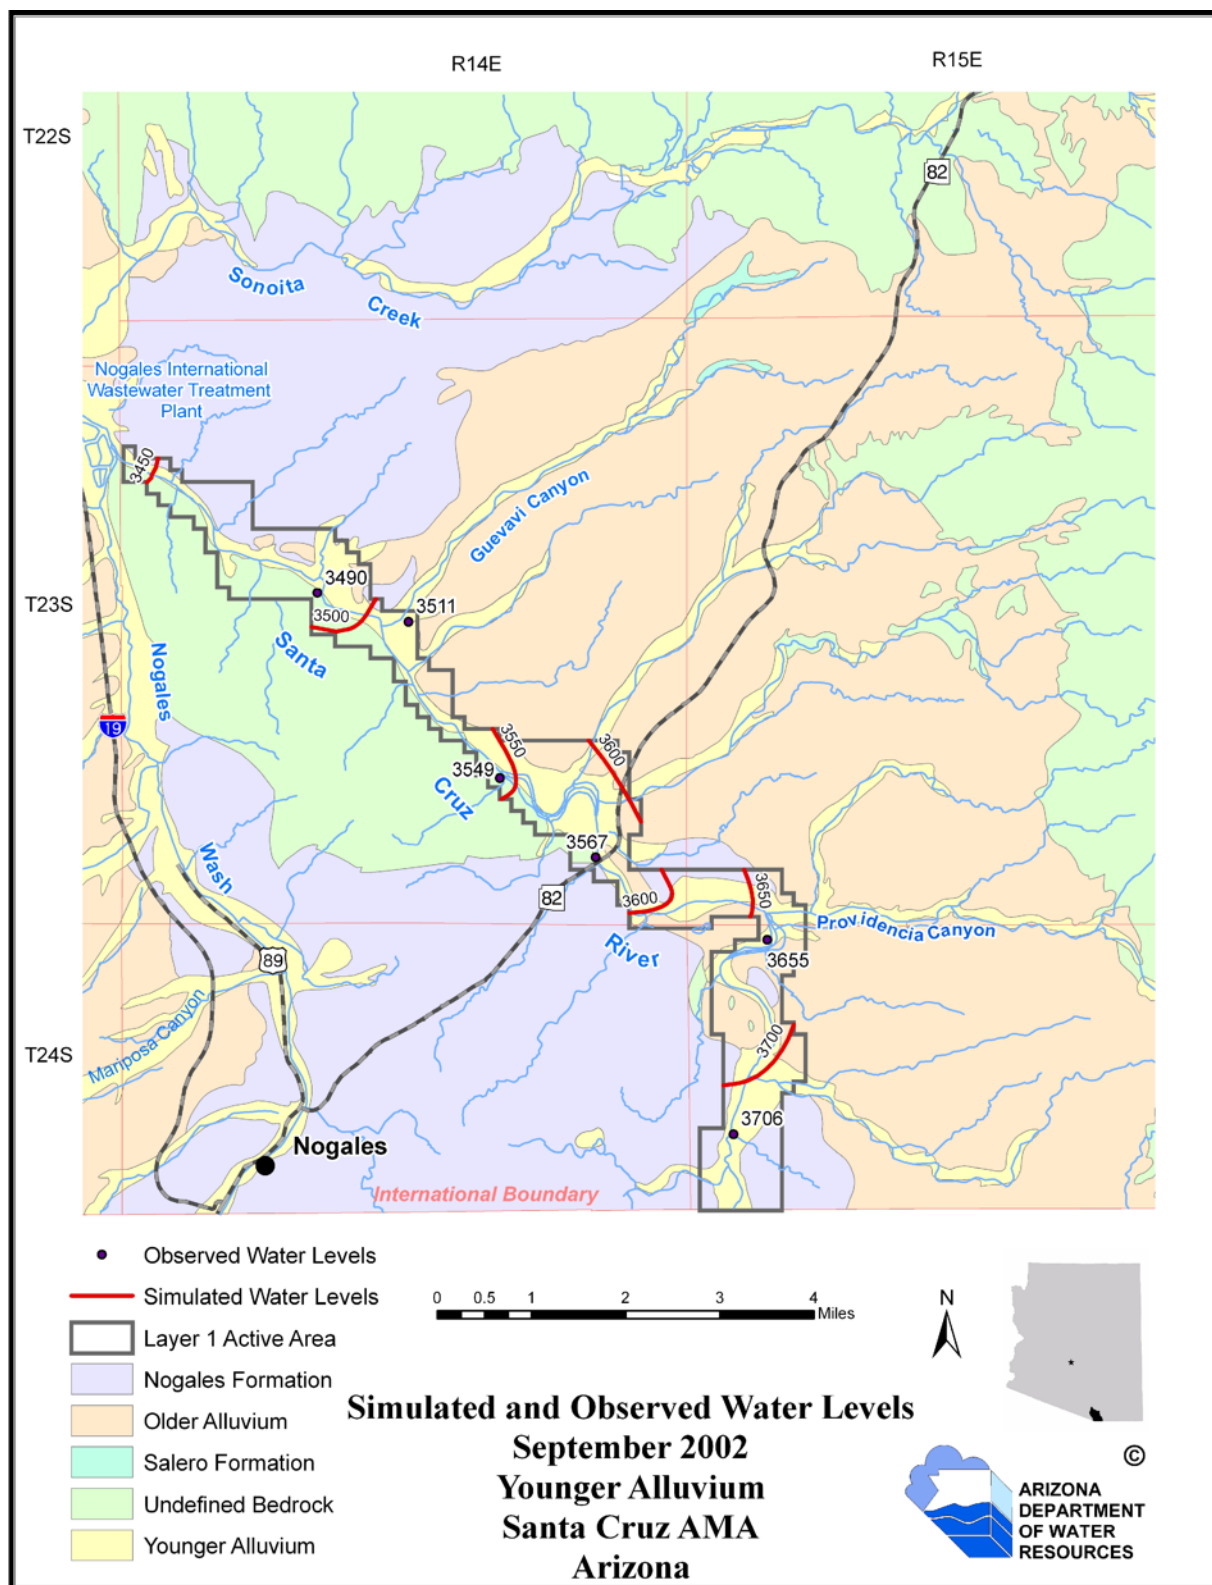 R14E
R15E
T22S
82
Sonoita
Creek
Nogales International
Wastewater Treatment
Plant
3450
Guevavi Canyon
3490
T23S
3500
3511
Santa
Nogales
19
3550
3600
3549
Cruz
3567
Wash
82
3600
3650
Providencia Canyon
River
89
3655
Mariposa Canyon
3700
T24S
3706
Nogales
International Boundary
Observed Water Levels
Simulated Water Levels
Layer 1 Active Area
Nogales Formation
Older Alluvium
Salero Formation
Undefined Bedrock
Younger Alluvium
0 0.5 1 2 3 4
Miles
N
Simulated and Observed Water Levels
September 2002
Younger Alluvium
Santa Cruz AMA
Arizona
©
ARIZONA
DEPARTMENT
OF WATER
RESOURCES